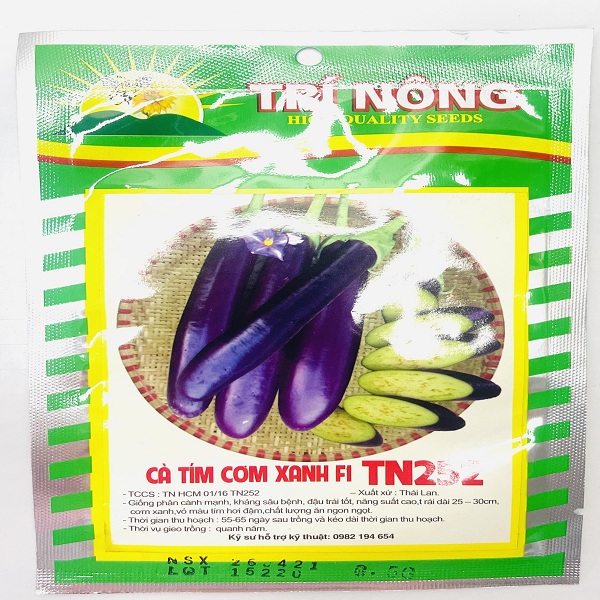 TRÍ NÔNG
HIGH QUALITY SEEDS
CÀ TÍM CƠM XANH F1 TN252
- TCCS : TN HCM 01/16 TN252 – Xuất xứ : Thái Lan.
- Giống phân cành mạnh, kháng sâu bệnh, đậu trái tốt, năng suất cao,t rái dài 25 – 30cm,
cơm xanh,vỏ màu tím hơi đậm,chất lượng ăn ngon ngọt.
- Thời gian thu hoạch : 55-65 ngày sau trồng và kéo dài thời gian thu hoạch.
- Thời vụ gieo trồng : quanh năm.
Kỹ sư hỗ trợ kỹ thuật: 0982 194 654
NSX 260421
LOT 15220